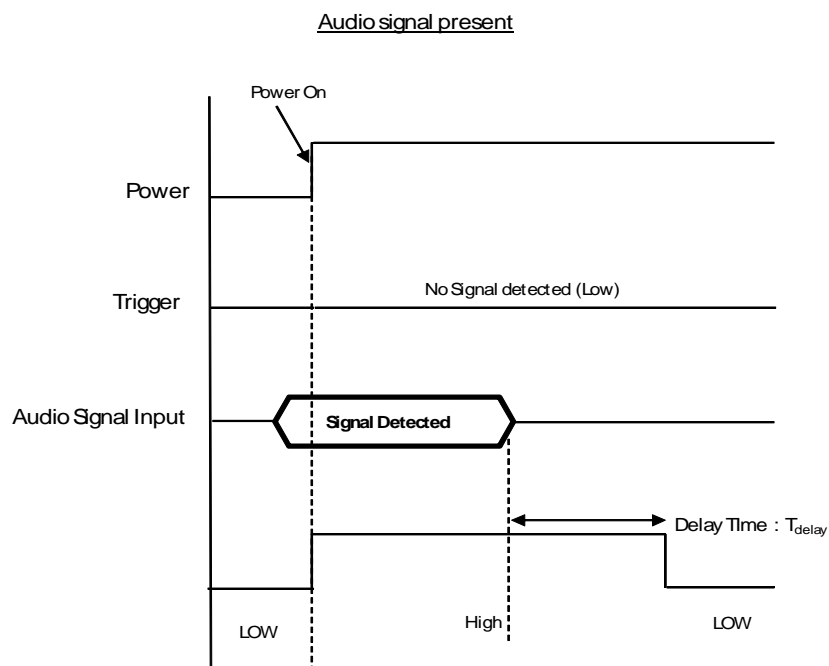 Audio signal present
Power On
Power
No Signal detected (Low)
Trigger
Audio Signal Input
Signal Detected
Delay TIme : Tdelay
High
LOW
LOW